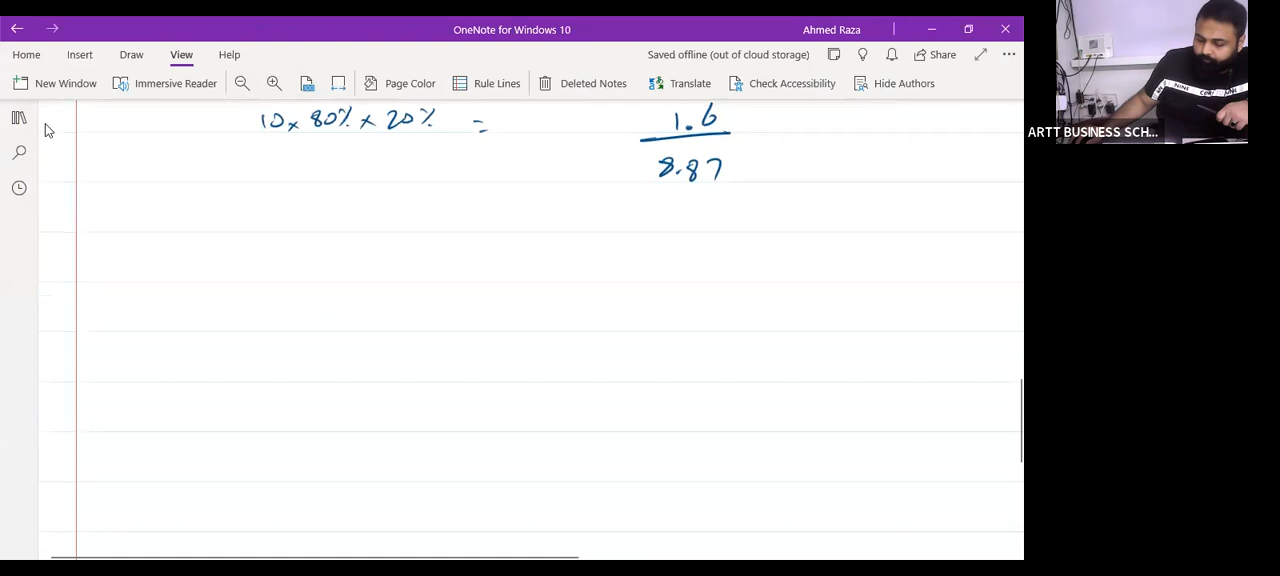 OneNote for Windows 10
Ahmed Raza
Home Insert Draw View Help
Saved offline (out of cloud storage)
Share
New Window Immersive Reader Page Color Rule Lines Deleted Notes Translate Check Accessibility Hide Authors
10 x 80% x 20% = 1.6
8.87
ARTT BUSINESS SCH...